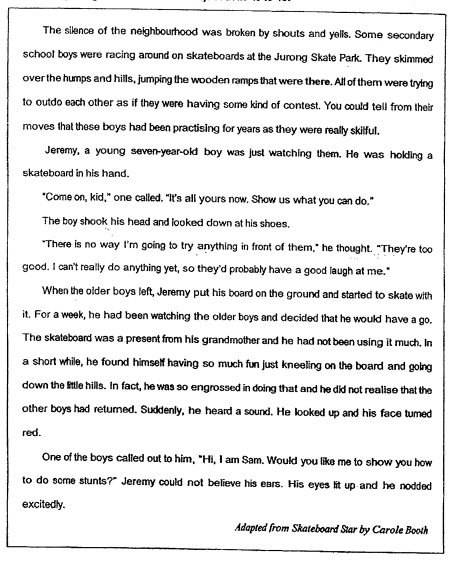 The silence of the neighbourhood was broken by shouts and yells. Some secondary
school boys were racing around on skateboards at the Jurong Skate Park. They skimmed
over the humps and hills, jumping the wooden ramps that were there. All of them were trying
to outdo each other as if they were having some kind of contest. You could tell from their
moves that these boys had been practising for years as they were really skilful.
Jeremy, a young seven-year-old boy was just watching them. He was holding a
skateboard in his hand.
"Come on, kid," one called. "It's all yours now. Show us what you can do."
The boy shook his head and looked down at his shoes.
"There is no way I'm going to try anything in front of them," he thought. "They're too
good. I can't really do anything yet, so they'd probably have a good laugh at me."
When the older boys left, Jeremy put his board on the ground and started to skate with
it. For a week, he had been watching the older boys and decided that he would have a go.
The skateboard was a present from his grandmother and he had not been using it much. In
a short while, he found himself having so much fun just kneeling on the board and going
down the little hills. In fact, he was so engrossed in doing that and he did not realise that the
other boys had returned. Suddenly, he heard a sound. He looked up and his face turned
red.
One of the boys called out to him, "Hi, I am Sam. Would you like me to show you how
to do some stunts?" Jeremy could not believe his ears. His eyes lit up and he nodded
excitedly.
Adapted from Skateboard Star by Carole Booth